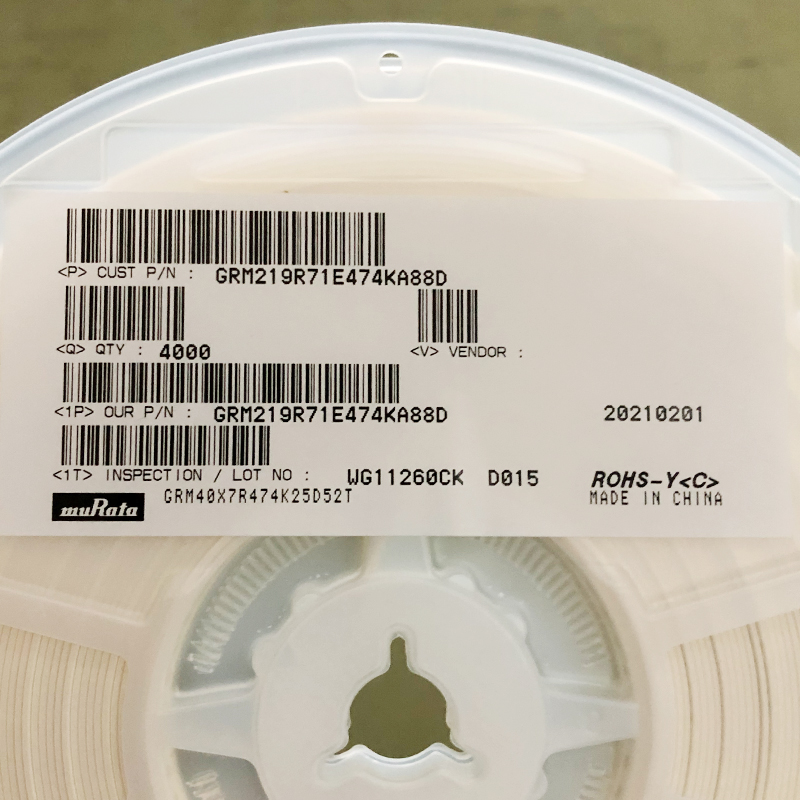 <P> CUST P/N : GRM219R71E474KA88D
<Q> QTY : 4000 <V> VENDOR :
<1P> OUR P/N : GRM219R71E474KA88D 20210201
<1T> INSPECTION / LOT NO : WG11260CK D015 ROHS-Y<C>
muRata GRM40X7R474K25D52T MADE IN CHINA